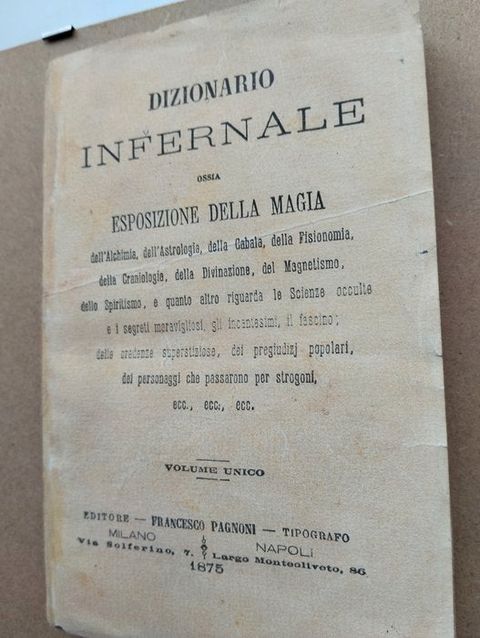 DIZIONARIO
INFERNALE
OSSIA
ESPOSIZIONE DELLA MAGIA
dell'Alchimia, dell'Astrologia, della Cabala, della Fisionomia,
della Craniologia, della Divinazione, del Magnetismo,
dello Spiritismo, e quanto altro riguarda le Scienze occulte
e i segreti maravigliosi, gli incantesimi, il fascino;
delle credenze superstiziose, dei pregiudizj popolari,
dei personaggi che passarono per strogoni,
ecc., ecc., ecc.
VOLUME UNICO
EDITORE — FRANCESCO PAGNONI — TIPOGRAFO
MILANO NAPOLI
Via Solferino, 7. Largo Monteoliveto, 86
1875